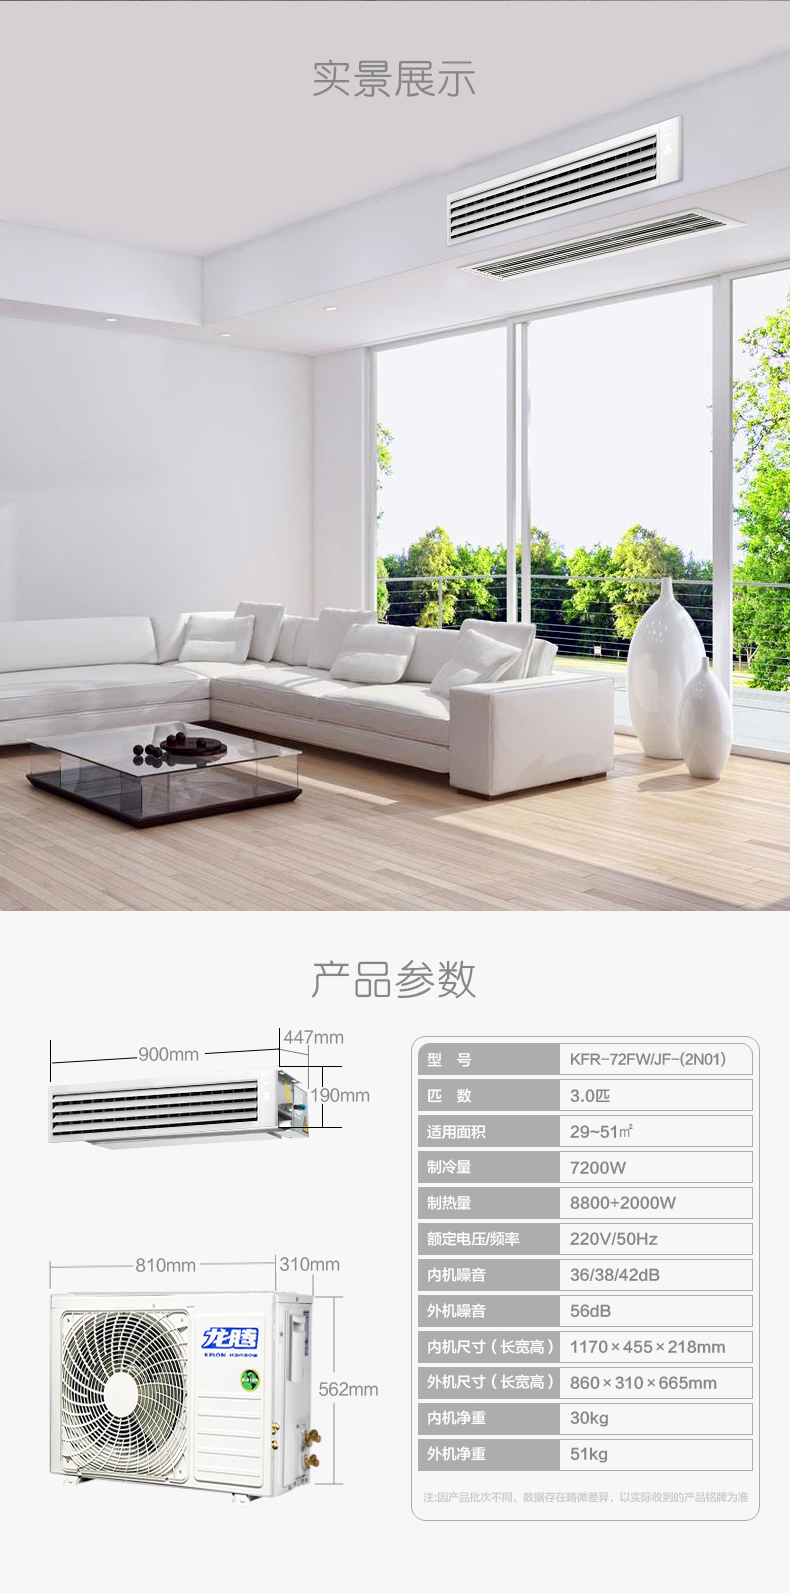 实景展示
产品参数
900mm
447mm
190mm
810mm
310mm
562mm
龙腾
型 号 KFR-72FW/JF-(2N01)
匹 数 3.0匹
适用面积 29~51㎡
制冷量 7200W
制热量 8800+2000W
额定电压/频率 220V/50Hz
内机噪音 36/38/42dB
外机噪音 56dB
内机尺寸（长宽高） 1170×455×218mm
外机尺寸（长宽高） 860×310×665mm
内机净重 30kg
外机净重 51kg
注:因产品批次不同，数据存在略微差异，以实际收到的产品铭牌为准